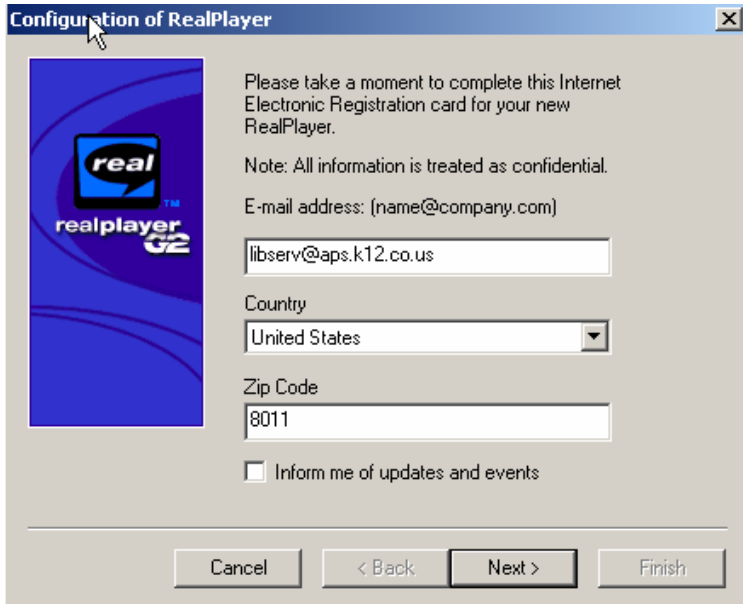 Configuration of RealPlayer
Please take a moment to complete this Internet
Electronic Registration card for your new
RealPlayer.
Note: All information is treated as confidential.
E-mail address: (name@company.com)
real
TM
realplayer
G2
libserv@aps.k12.co.us
Country
United States
Zip Code
8011
Inform me of updates and events
Cancel
< Back
Next >
Finish